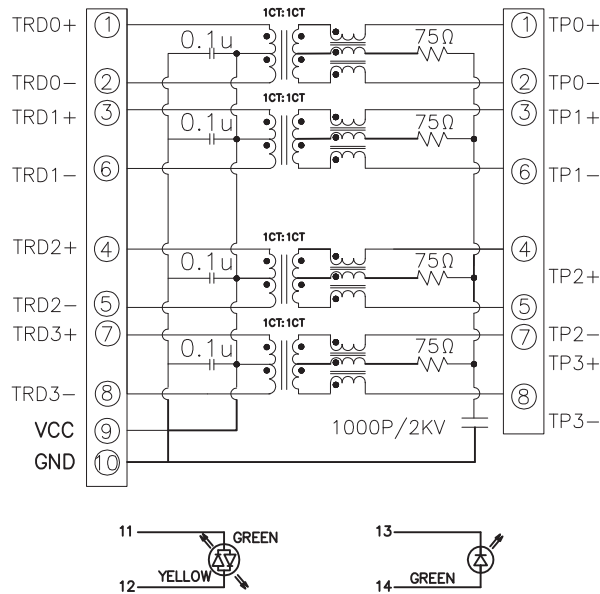 1CT:1CT
TRD0+ 1 0.1u 75Ω 1 TP0+
TRD0- 2 2 TP0-
1CT:1CT
TRD1+ 3 0.1u 75Ω 3 TP1+
TRD1- 6 6 TP1-
1CT:1CT
TRD2+ 4 0.1u 75Ω 4 TP2+
TRD2- 5 5
1CT:1CT
TRD3+ 7 0.1u 75Ω 7 TP2-
TP3+
TRD3- 8 8
VCC 9 1000P/2KV TP3-
GND 10
11 GREEN 13
YELLOW
12 14 GREEN